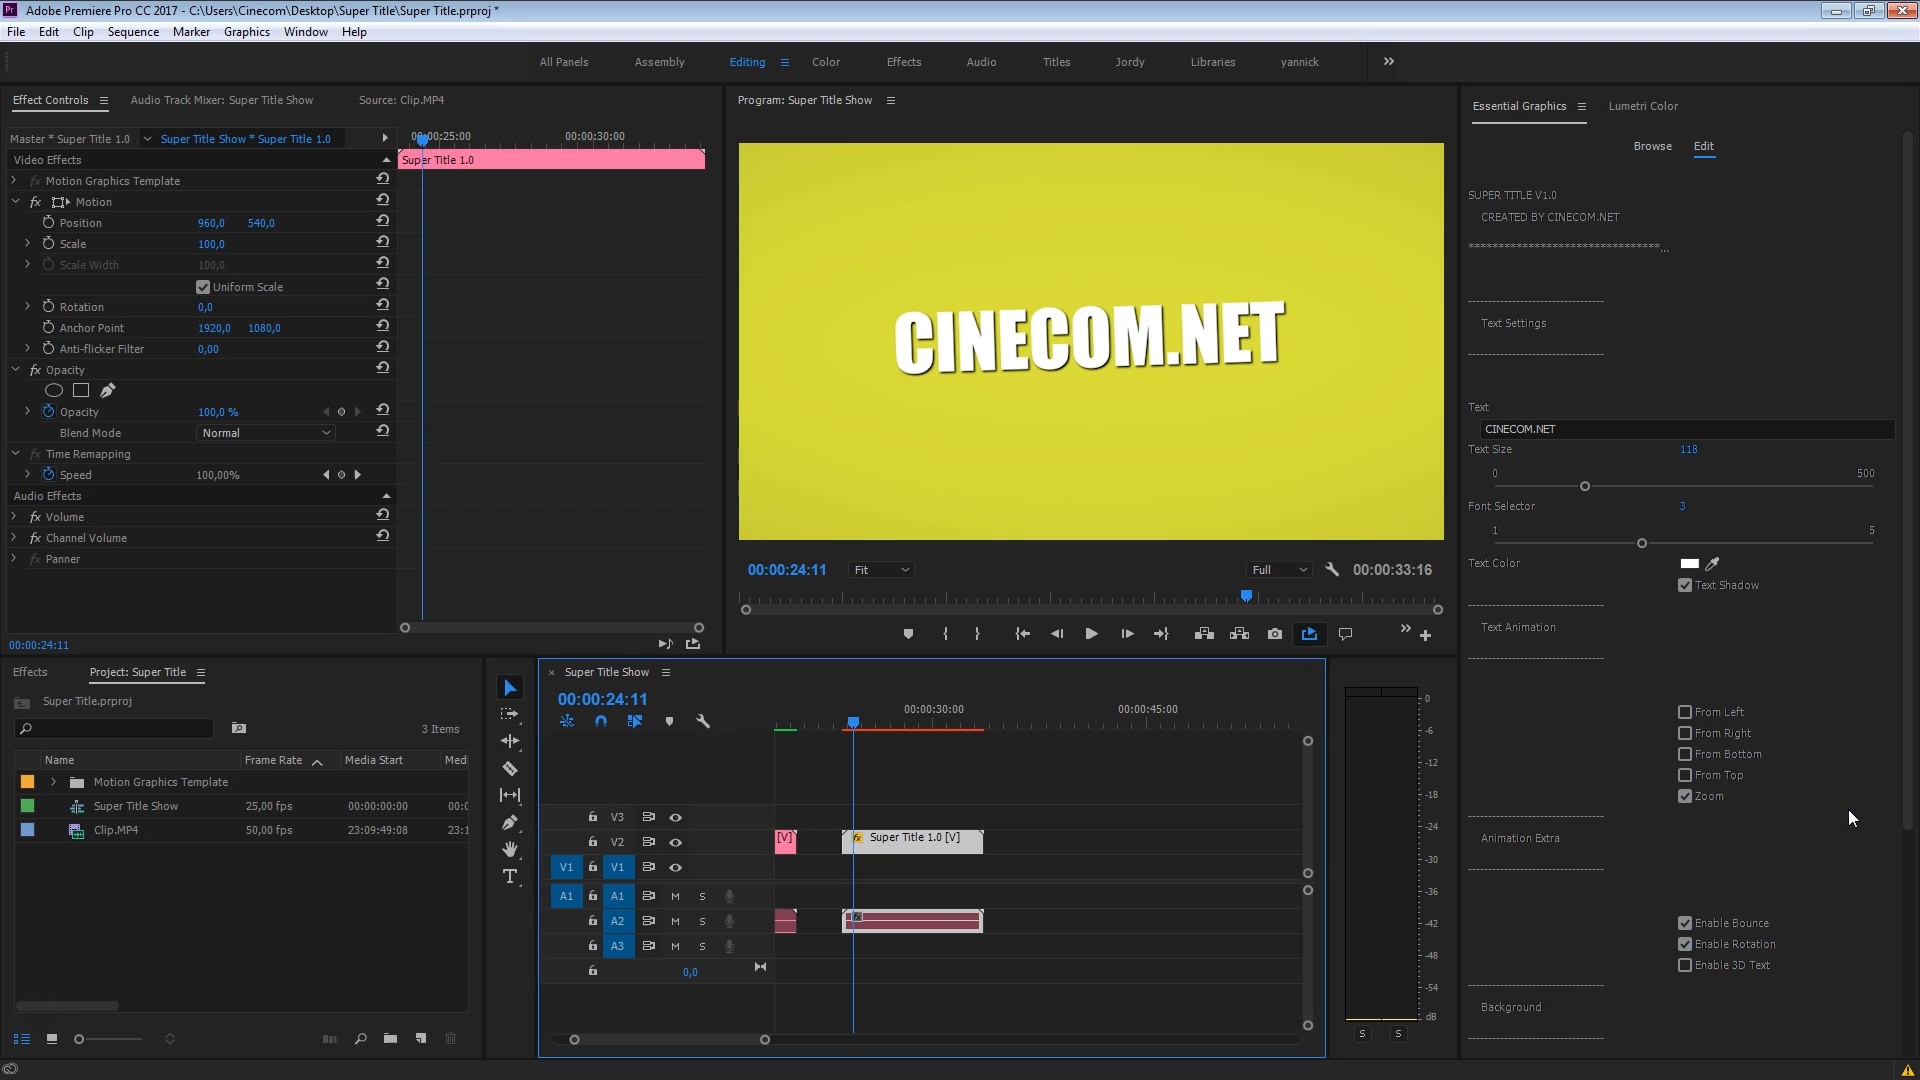 Adobe Premiere Pro CC 2017 - C:\Users\Cinecom\Desktop\Super Title\Super Title.prproj *
File Edit Clip Sequence Marker Graphics Window Help
All Panels Assembly Editing Color Effects Audio Titles Jordy Libraries yannick
Effect Controls Audio Track Mixer: Super Title Show Source: Clip.MP4
Master * Super Title 1.0 Super Title Show * Super Title 1.0
00:00:25:00 00:00:30:00
Video Effects
Super Title 1.0
fx Motion Graphics Template
fx Motion
Position 960,0 540,0
Scale 100,0
Scale Width 100,0
Uniform Scale
Rotation 0,0
Anchor Point 1920,0 1080,0
Anti-flicker Filter 0,00
fx Opacity
Opacity 100,0 %
Blend Mode Normal
fx Time Remapping
Speed 100,00%
Audio Effects
fx Volume
fx Channel Volume
fx Panner
00:00:24:11
Program: Super Title Show
CINECOM.NET
00:00:24:11 Fit Full 00:00:33:16
Essential Graphics Lumetri Color
Browse Edit
SUPER TITLE V1.0
CREATED BY CINECOM.NET
********************************...
Text Settings
Text
CINECOM.NET
Text Size 118
0 500
Font Selector 3
1 5
Text Color
Text Shadow
Text Animation
From Left
From Right
From Bottom
From Top
Zoom
Animation Extra
Enable Bounce
Enable Rotation
Enable 3D Text
Background
Effects Project: Super Title
Super Title.prproj
3 Items
Name Frame Rate Media Start Med
Motion Graphics Template
Super Title Show 25,00 fps 00:00:00:00 00:0
Clip.MP4 50,00 fps 23:09:49:08 23:1
Super Title Show
00:00:24:11
00:00:30:00 00:00:45:00
V3
V2 [V] fx Super Title 1.0 [V]
V1 V1
A1 A1 M S
A2 M S fx
A3 M S
0,0
0
-6
-12
-18
-24
-30
-36
-42
-48
-54
dB
S S